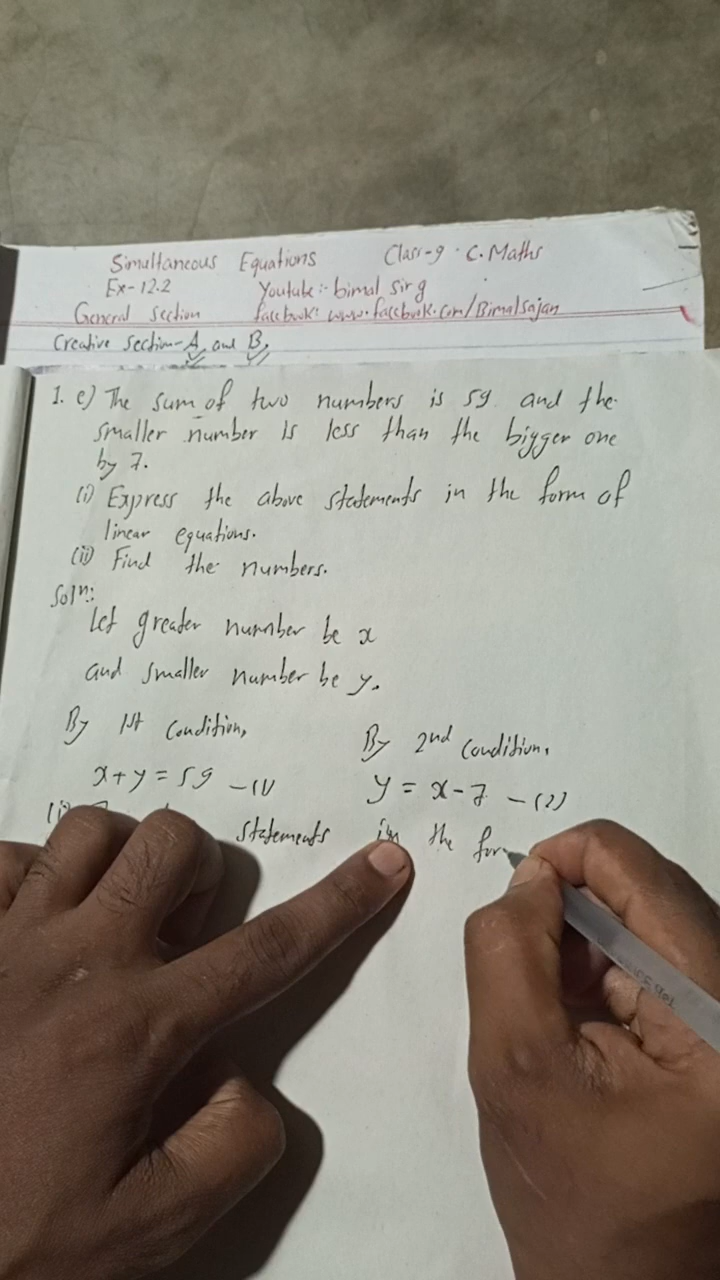 Simultaneous Equations Class-9 C. Maths
Ex-12.2 Youtube:- bimal sir g
General section facebook: www.facebook.com/Bimalsajan
Creative section-A, and B,
1. e) The sum of two numbers is 59 and the
smaller number is less than the bigger one
by 7.
(i) Express the above statements in the form of
linear equations.
(ii) Find the numbers.
Soln:
Let greater number be x
and smaller number be y.
By 1st Condition, By 2nd Condition,
x+y = 59 -(1) y = x-7 -(2)
statements in the for